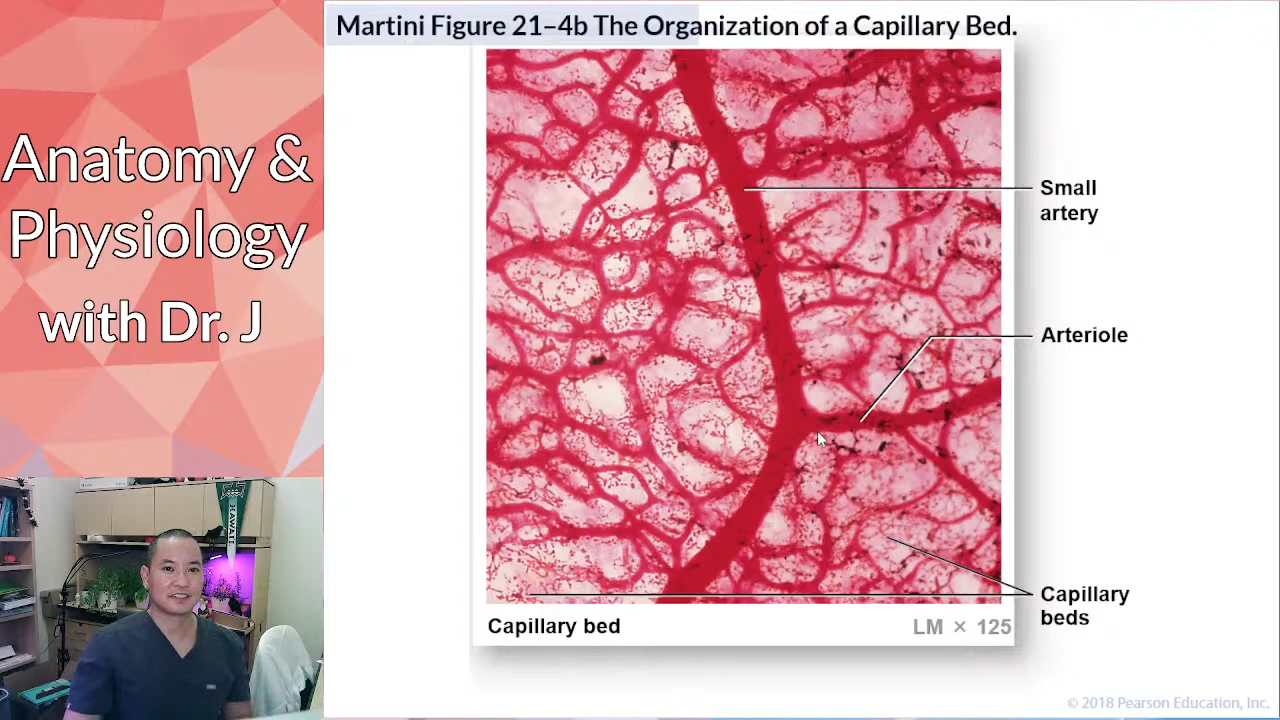 Martini Figure 21–4b The Organization of a Capillary Bed.
Anatomy &
Physiology
with Dr. J
Small
artery
Arteriole
Capillary
beds
Capillary bed
LM × 125
HAWAI'I
© 2018 Pearson Education, Inc.